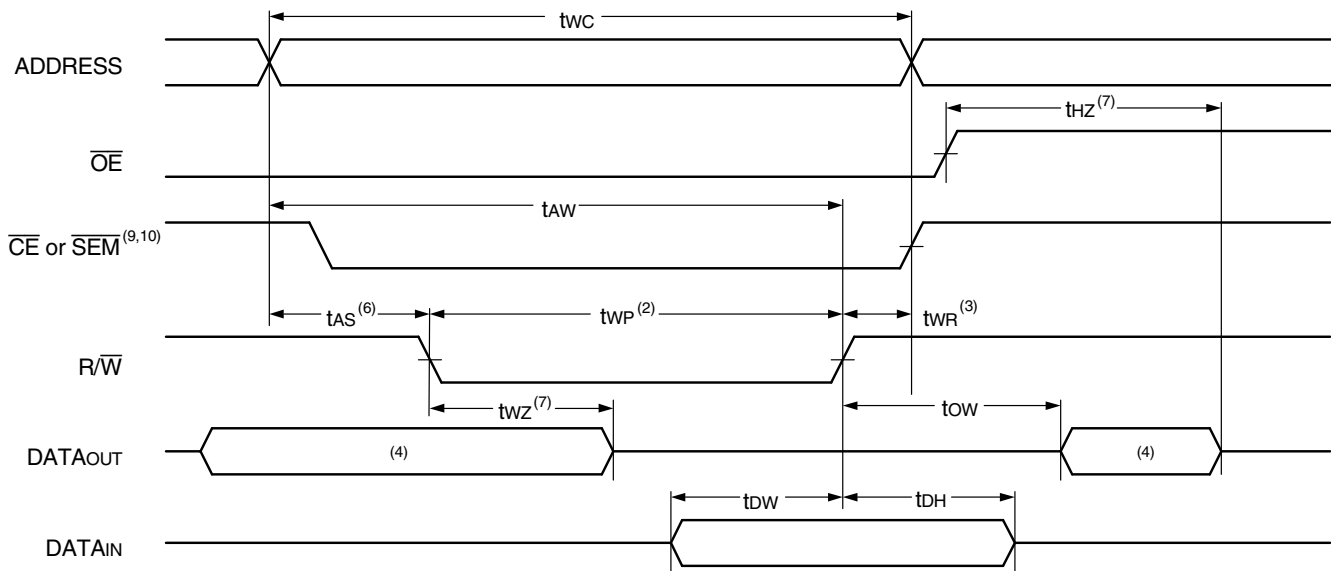 tWC
ADDRESS
tHZ(7)
OE
tAW
CE or SEM(9,10)
tAS(6)
tWP(2)
tWR(3)
R/W
tWZ(7)
tOW
DATAOUT
(4)
(4)
tDW
tDH
DATAIN